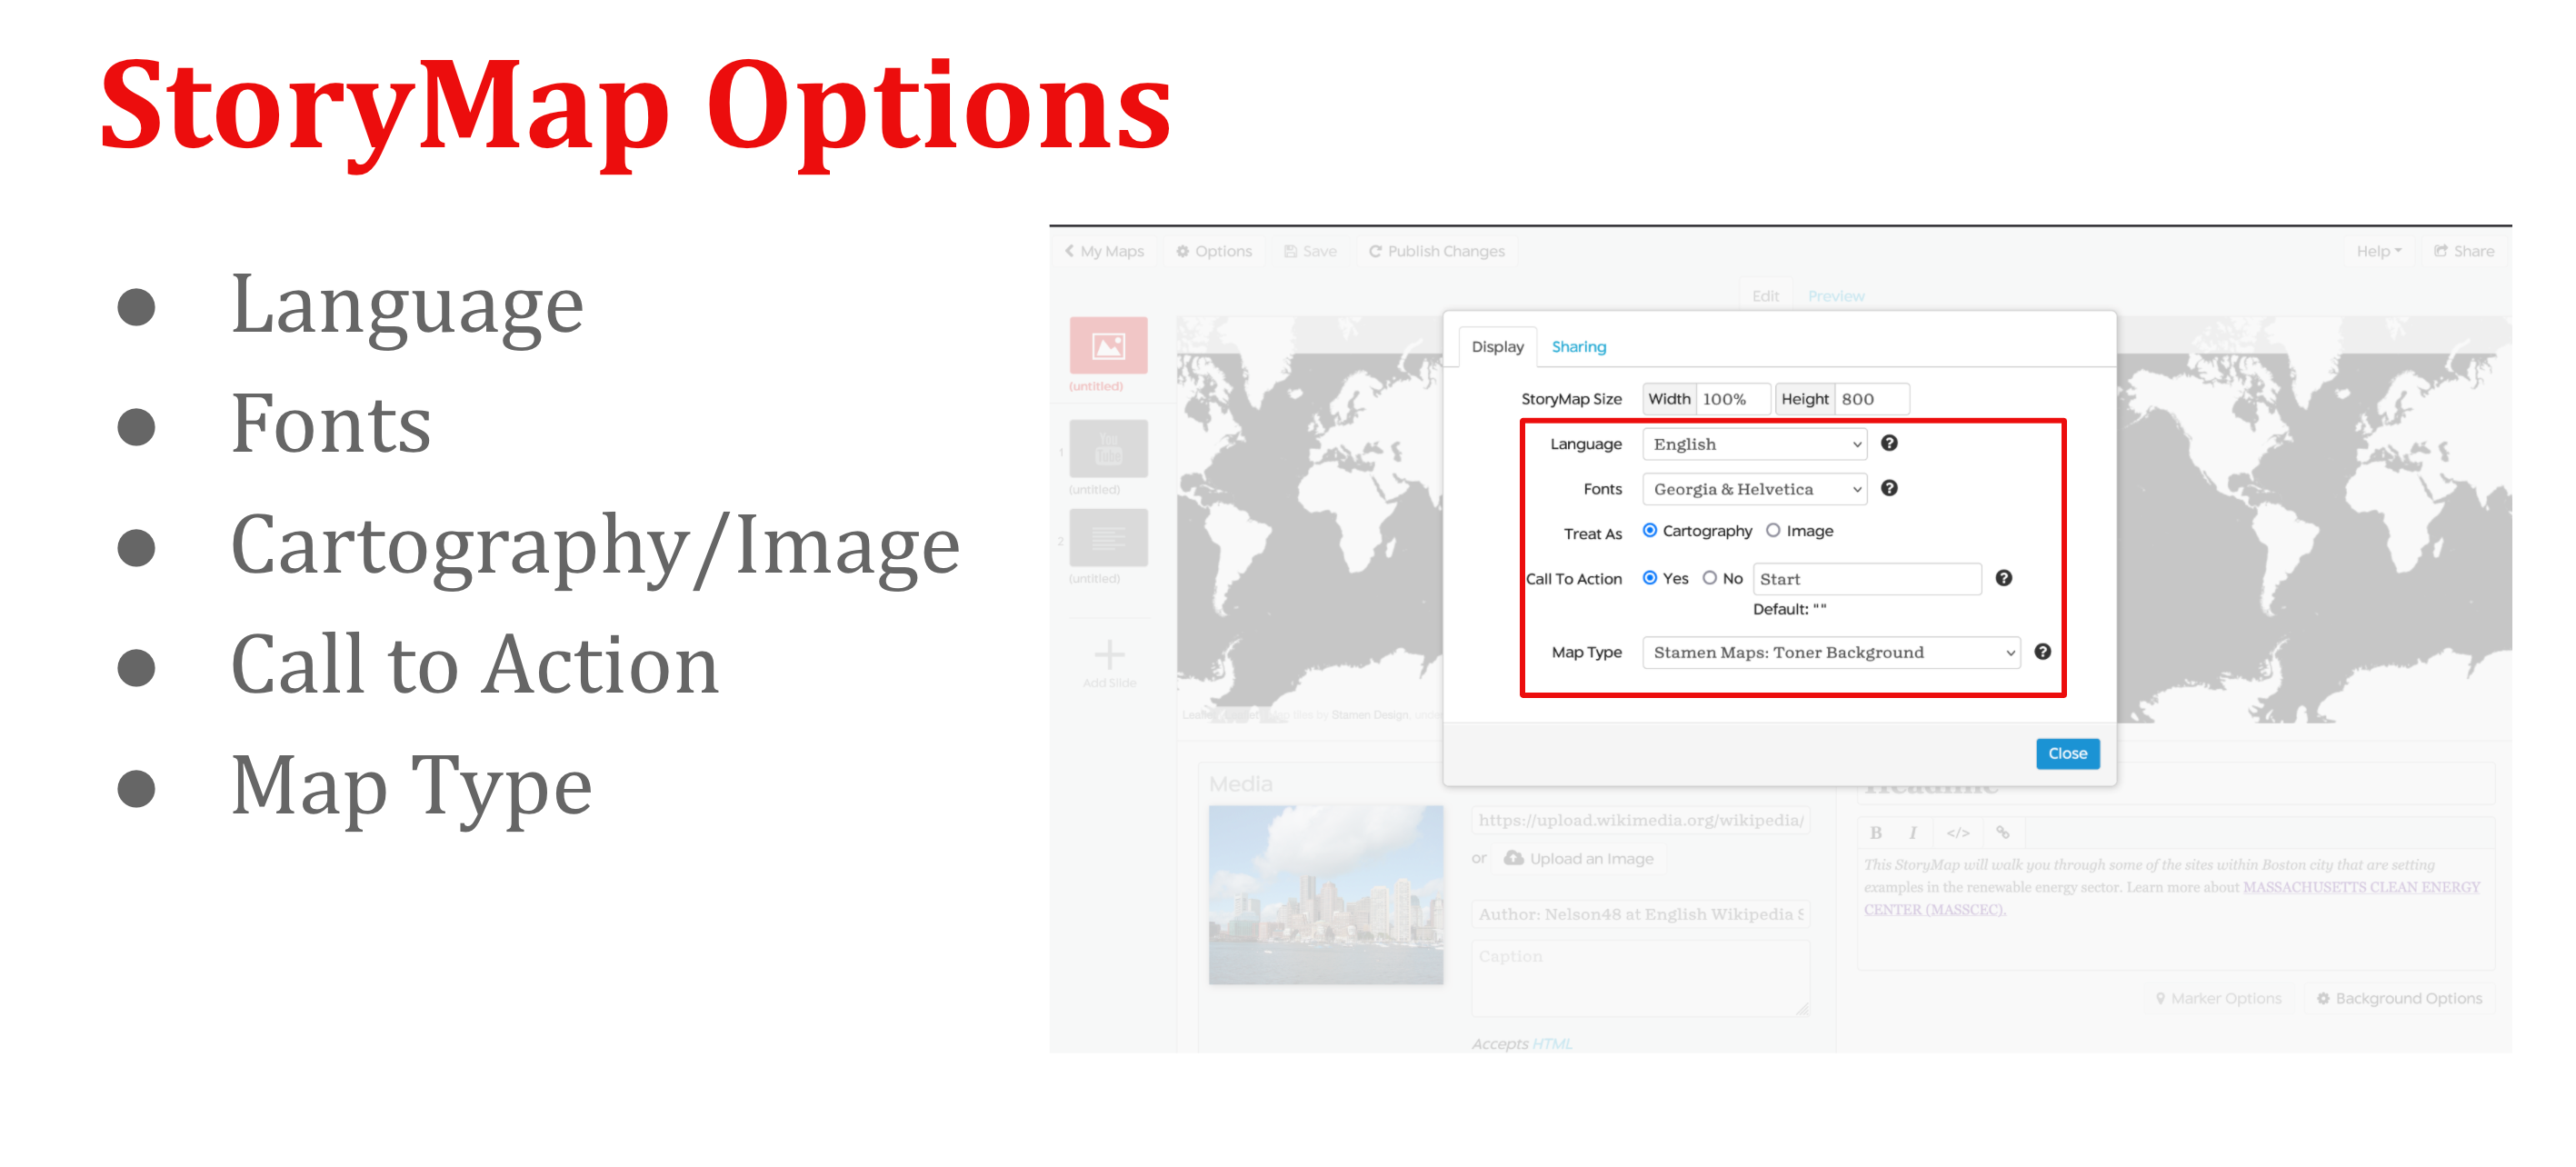 StoryMap Options
Language
Fonts
Cartography/Image
Call to Action
Map Type
My Maps Options Save Publish Changes Help Share
Edit Preview
(untitled)
1
You Tube
(untitled)
2
(untitled)
Add Slide
Display Sharing
StoryMap Size Width 100% Height 800
Language English
Fonts Georgia & Helvetica
Treat As Cartography Image
Call To Action Yes No Start
Default: " "
Map Type Stamen Maps: Toner Background
Close
tiles by Stamen Design,
Media
Headline
https://upload.wikimedia.org/wikipedia/
or Upload an Image
Author: Nelson48 at English Wikipedia S
Caption
Accepts HTML
B I </>
This StoryMap will walk you through some of the sites within Boston city that are setting
examples in the renewable energy sector. Learn more about MASSACHUSETTS CLEAN ENERGY
CENTER (MASSCEC).
Marker Options Background Options